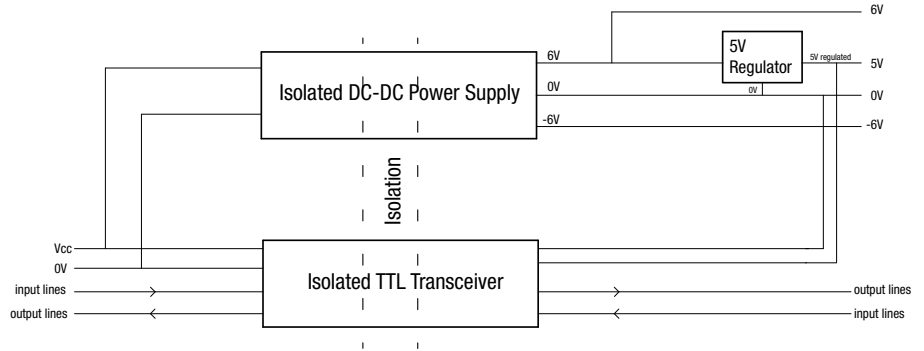 6V
6V
5V
Regulator
5V regulated
5V
Isolated DC-DC Power Supply
0V
0V
0V
-6V
-6V
Isolation
Vcc
0V
Isolated TTL Transceiver
input lines
output lines
output lines
input lines